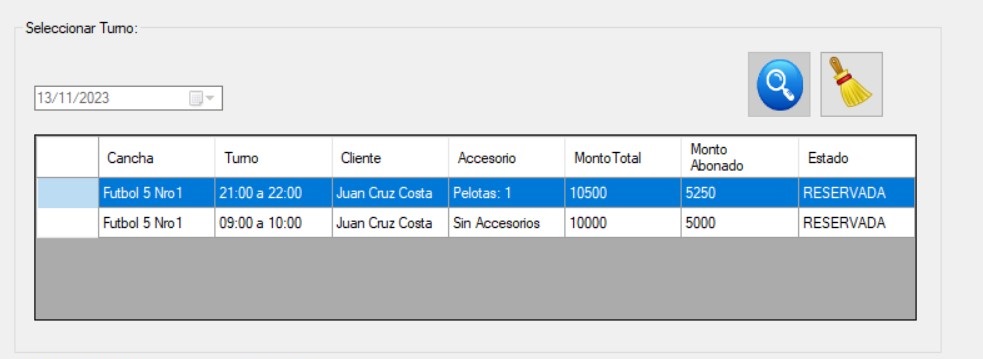 Seleccionar Turno:
13/11/2023
Cancha Turno Cliente Accesorio MontoTotal Monto Abonado Estado
Futbol 5 Nro1 21:00 a 22:00 Juan Cruz Costa Pelotas: 1 10500 5250 RESERVADA
Futbol 5 Nro1 09:00 a 10:00 Juan Cruz Costa Sin Accesorios 10000 5000 RESERVADA